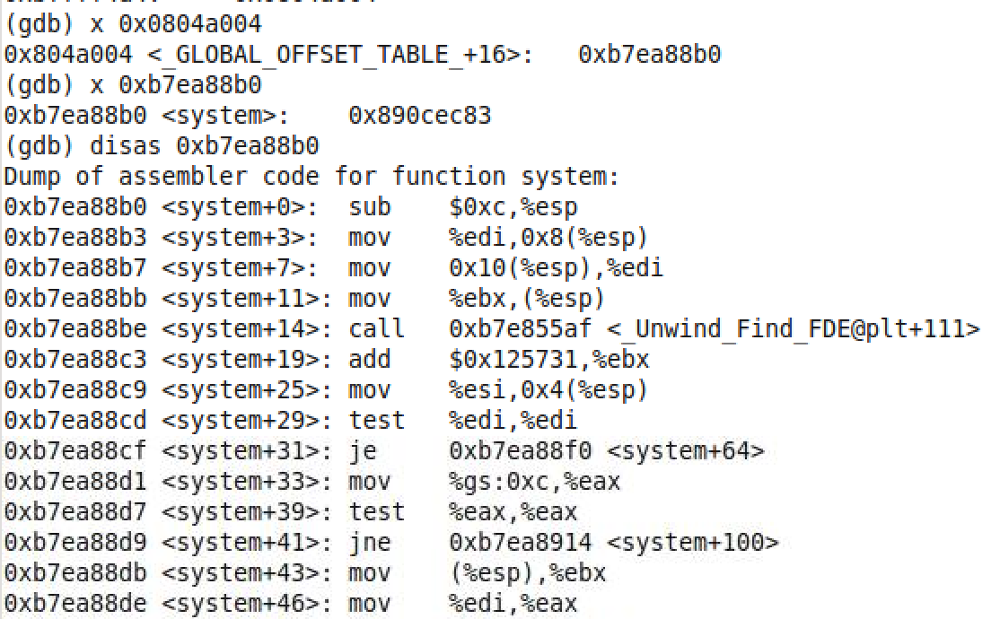 (gdb) x 0x0804a004
0x804a004 <_GLOBAL_OFFSET_TABLE_+16>:   0xb7ea88b0
(gdb) x 0xb7ea88b0
0xb7ea88b0 <system>:    0x890cec83
(gdb) disas 0xb7ea88b0
Dump of assembler code for function system:
0xb7ea88b0 <system+0>:  sub    $0xc,%esp
0xb7ea88b3 <system+3>:  mov    %edi,0x8(%esp)
0xb7ea88b7 <system+7>:  mov    0x10(%esp),%edi
0xb7ea88bb <system+11>: mov    %ebx,(%esp)
0xb7ea88be <system+14>: call   0xb7e855af <_Unwind_Find_FDE@plt+111>
0xb7ea88c3 <system+19>: add    $0x125731,%ebx
0xb7ea88c9 <system+25>: mov    %esi,0x4(%esp)
0xb7ea88cd <system+29>: test   %edi,%edi
0xb7ea88cf <system+31>: je     0xb7ea88f0 <system+64>
0xb7ea88d1 <system+33>: mov    %gs:0xc,%eax
0xb7ea88d7 <system+39>: test   %eax,%eax
0xb7ea88d9 <system+41>: jne    0xb7ea8914 <system+100>
0xb7ea88db <system+43>: mov    (%esp),%ebx
0xb7ea88de <system+46>: mov    %edi,%eax